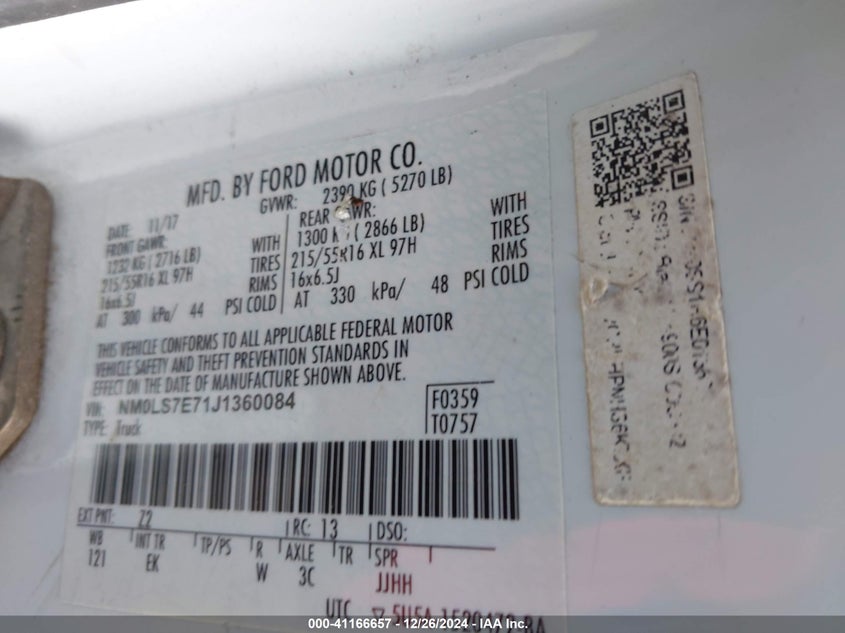 MFD. BY FORD MOTOR CO.
DATE 11/17 GVWR: 2390 KG ( 5270 LB)
FRONT GAWR: REAR GAWR:
1232 KG ( 2716 LB) WITH 1300 KG ( 2866 LB) WITH
215/55R16 XL 97H TIRES 215/55R16 XL 97H TIRES
16x6.5J RIMS 16x6.5J RIMS
AT 300 kPa/ 44 PSI COLD AT 330 kPa/ 48 PSI COLD
THIS VEHICLE CONFORMS TO ALL APPLICABLE FEDERAL MOTOR
VEHICLE SAFETY AND THEFT PREVENTION STANDARDS IN
EFFECT ON THE DATE OF MANUFACTURE SHOWN ABOVE.
VIN: NM0LS7E71J1360084 F0359
TYPE: Truck T0757
EXT PNT: Z2 RC: 13 DSO:
WB INT TR TP/PS R AXLE TR SPR
121 EK W 3C JJHH
UTC
000-41166657 - 12/26/2024 - IAA Inc.